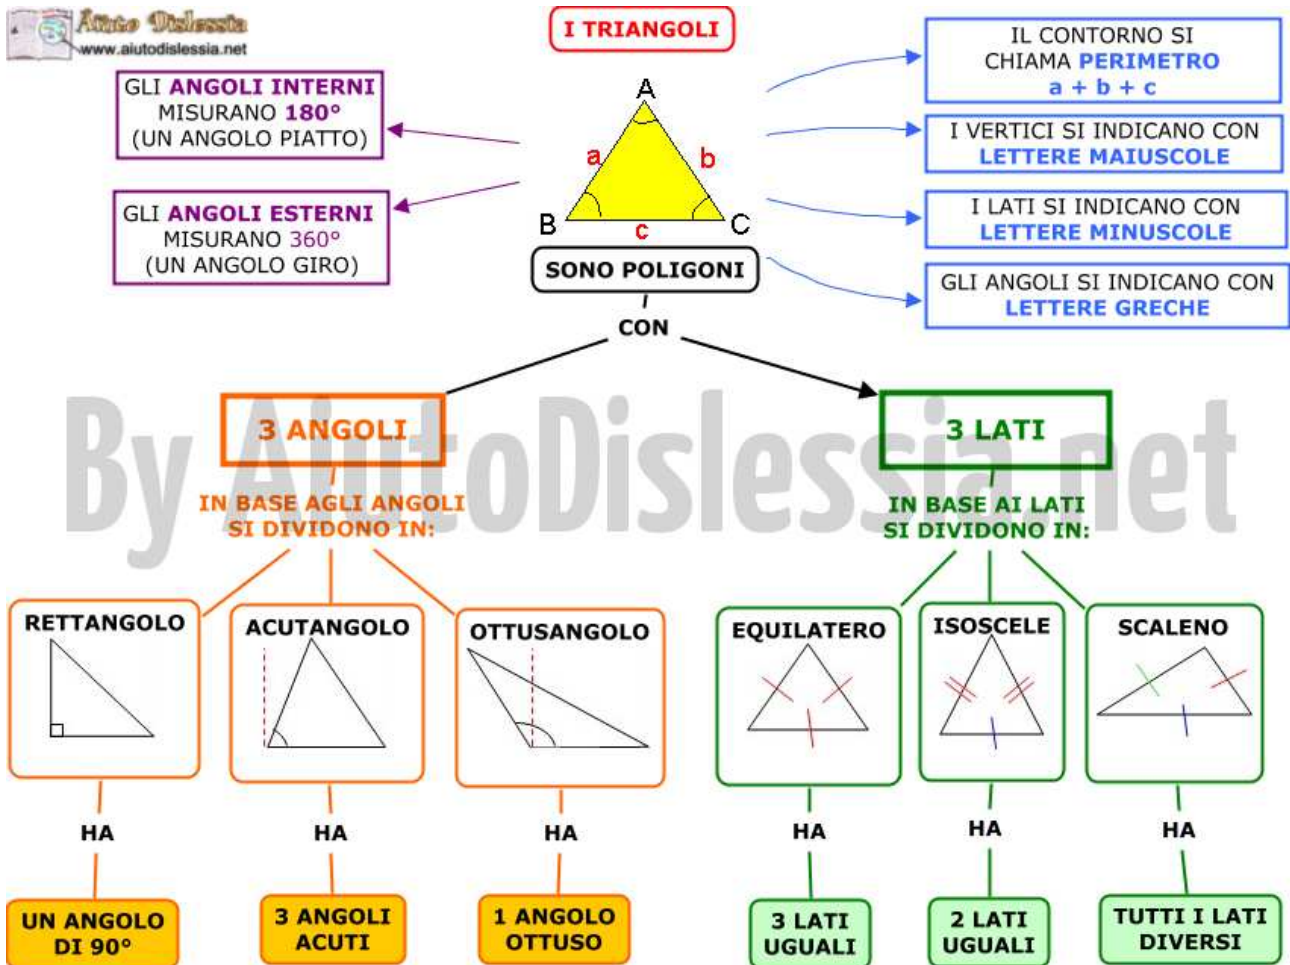 Aiuto Dislessia
www.aiutodislessia.net
I TRIANGOLI
GLI ANGOLI INTERNI
MISURANO 180°
(UN ANGOLO PIATTO)
GLI ANGOLI ESTERNI
MISURANO 360°
(UN ANGOLO GIRO)
A
a
b
B
c
C
IL CONTORNO SI
CHIAMA PERIMETRO
a + b + c
I VERTICI SI INDICANO CON
LETTERE MAIUSCOLE
I LATI SI INDICANO CON
LETTERE MINUSCOLE
GLI ANGOLI SI INDICANO CON
LETTERE GRECHE
SONO POLIGONI
CON
By AiutoDislessia.net
3 ANGOLI
IN BASE AGLI ANGOLI
SI DIVIDONO IN:
RETTANGOLO
HA
UN ANGOLO
DI 90°
ACUTANGOLO
HA
3 ANGOLI
ACUTI
OTTUSANGOLO
HA
1 ANGOLO
OTTUSO
3 LATI
IN BASE AI LATI
SI DIVIDONO IN:
EQUILATERO
HA
3 LATI
UGUALI
ISOSCELE
HA
2 LATI
UGUALI
SCALENO
HA
TUTTI I LATI
DIVERSI